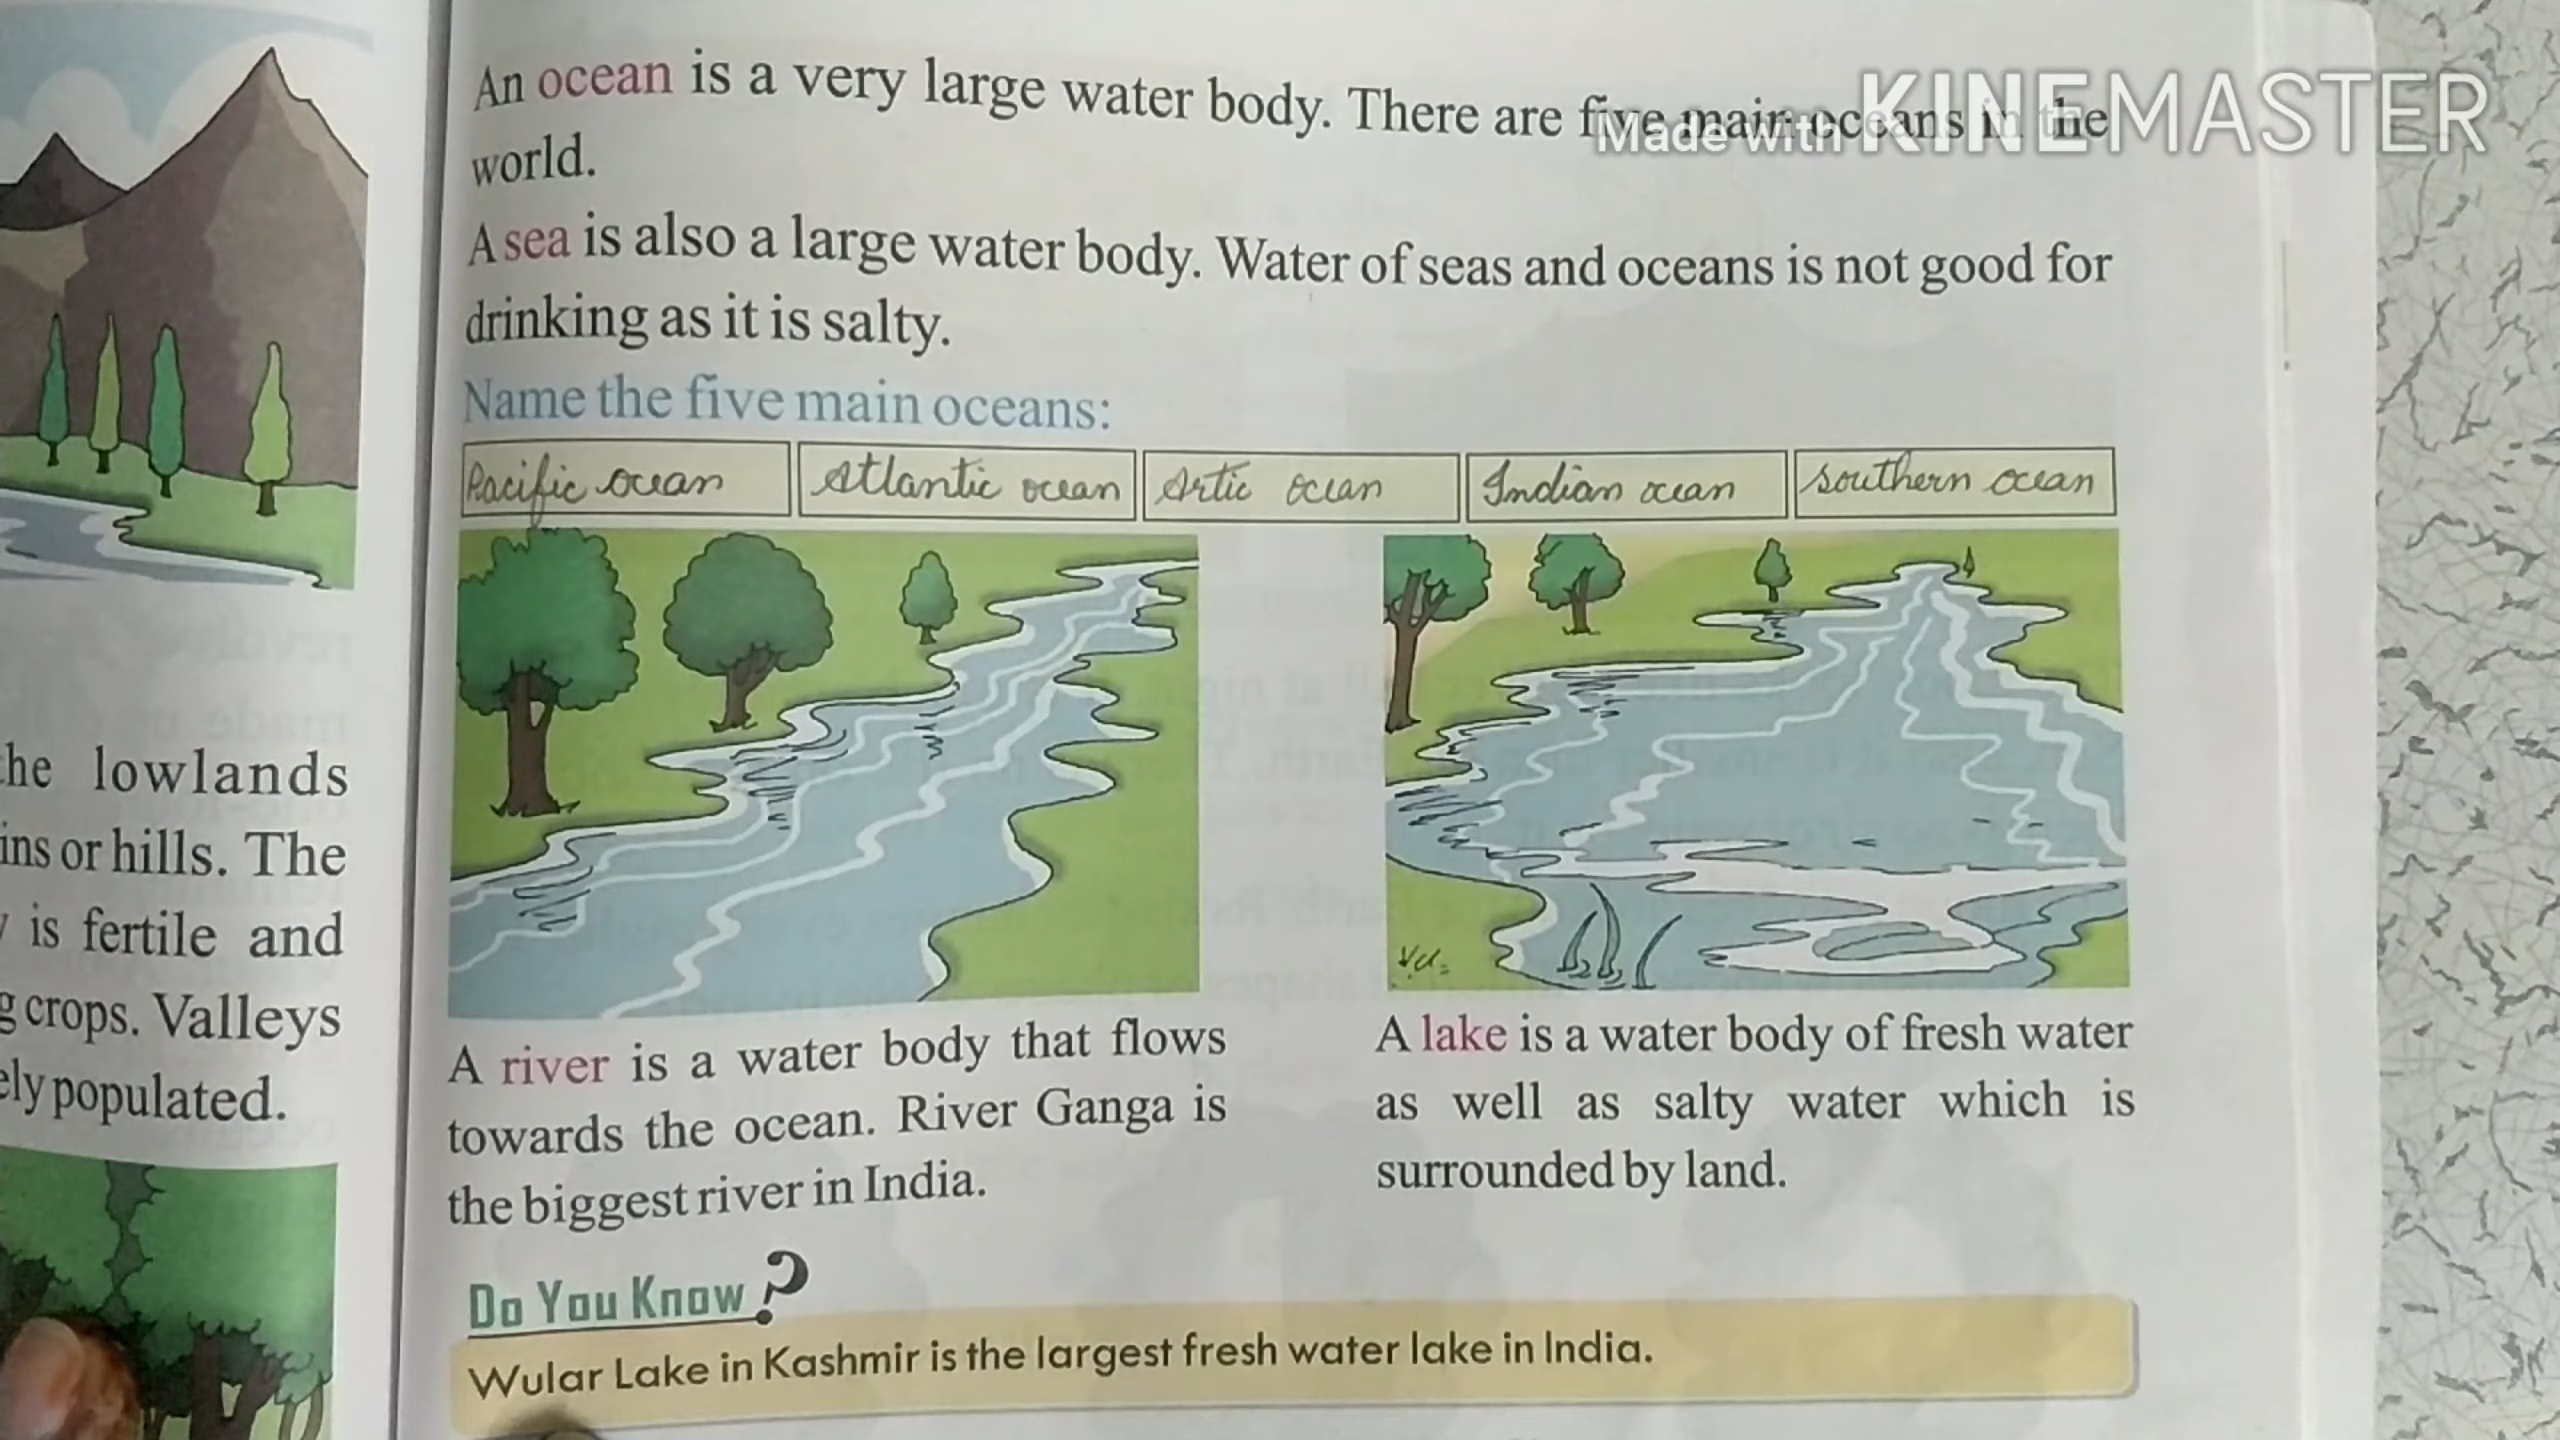 An ocean is a very large water body. There are five main oceans in the
world.
A sea is also a large water body. Water of seas and oceans is not good for
drinking as it is salty.
Name the five main oceans:
Pacific ocean
Atlantic ocean
Artic ocean
Indian ocean
southern ocean
A river is a water body that flows
towards the ocean. River Ganga is
the biggest river in India.
A lake is a water body of fresh water
as well as salty water which is
surrounded by land.
Do You Know?
Wular Lake in Kashmir is the largest fresh water lake in India.
he lowlands
ins or hills. The
is fertile and
g crops. Valleys
ely populated.
Made with KINEMASTER